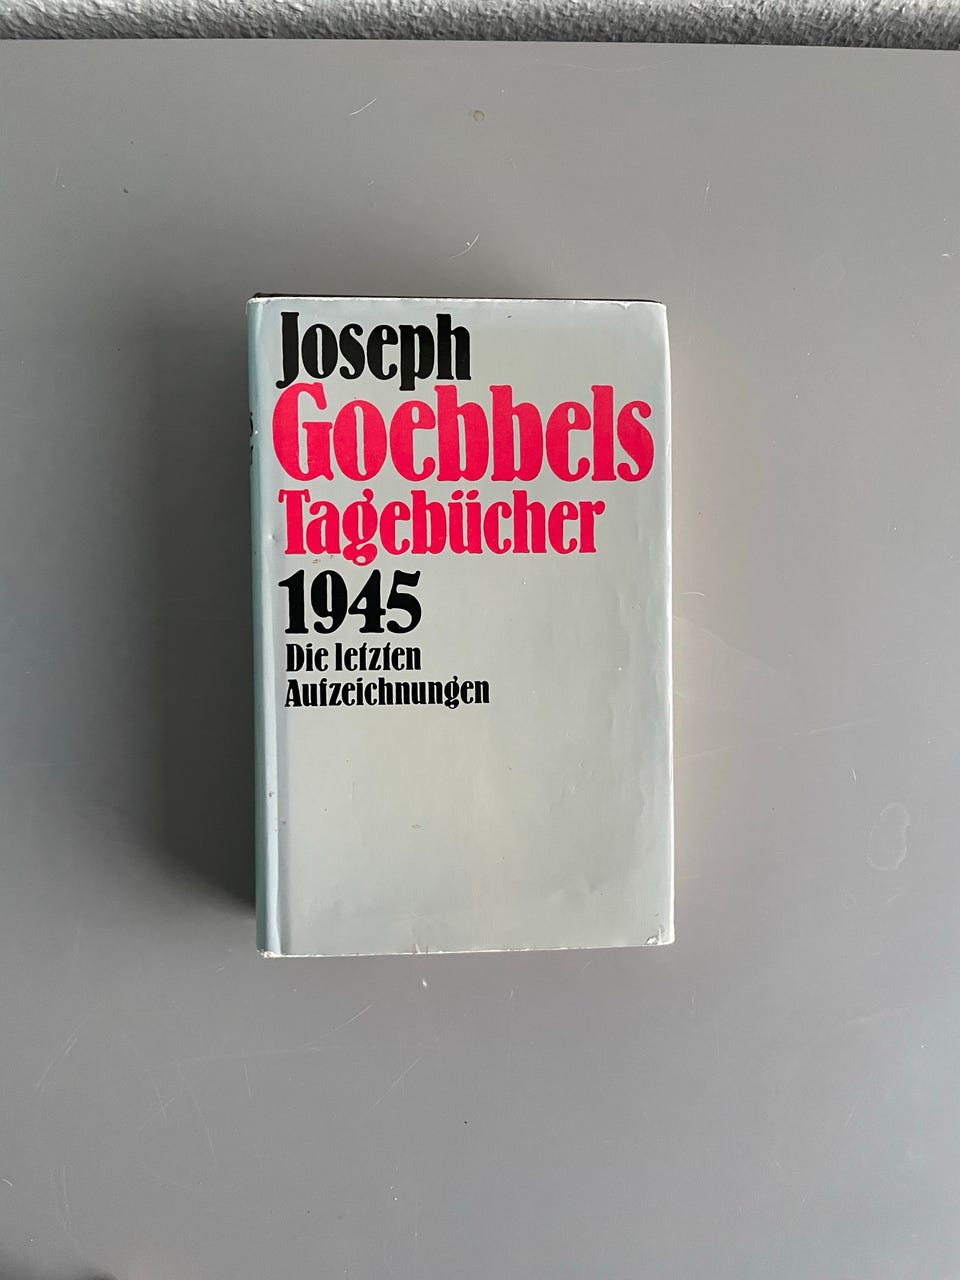 Joseph
Goebbels
Tagebücher
1945
Die letzten
Aufzeichnungen